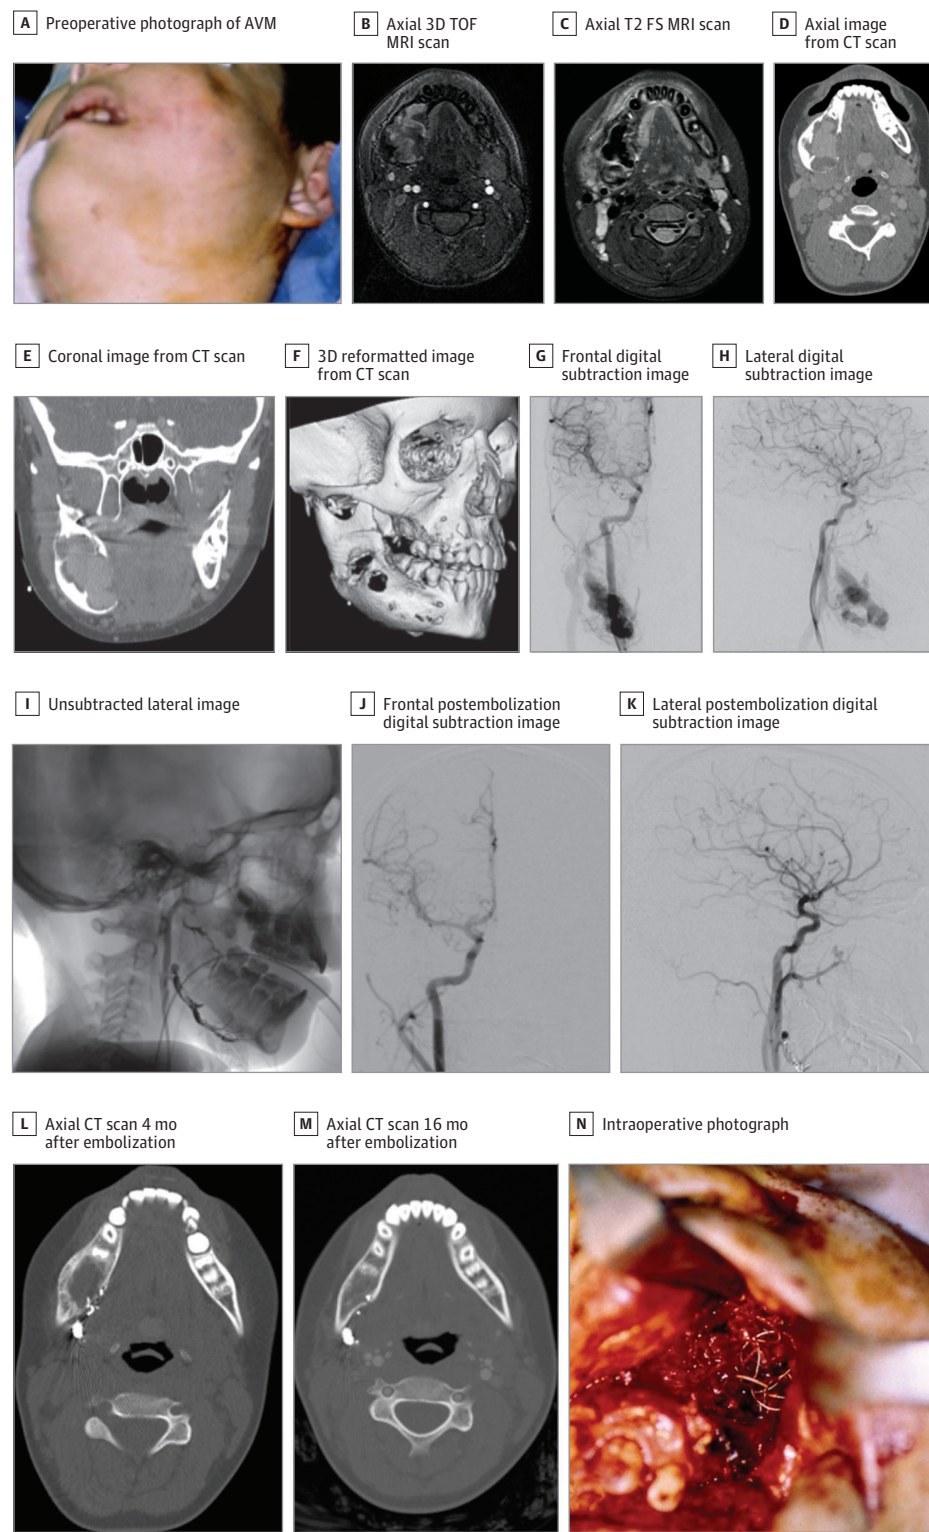 A Preoperative photograph of AVM
B Axial 3D TOF
MRI scan
C Axial T2 FS MRI scan
D Axial image
from CT scan
E Coronal image from CT scan
F 3D reformatted image
from CT scan
G Frontal digital
subtraction image
H Lateral digital
subtraction image
I Unsubtracted lateral image
J Frontal postembolization
digital subtraction image
K Lateral postembolization digital
subtraction image
L Axial CT scan 4 mo
after embolization
M Axial CT scan 16 mo
after embolization
N Intraoperative photograph